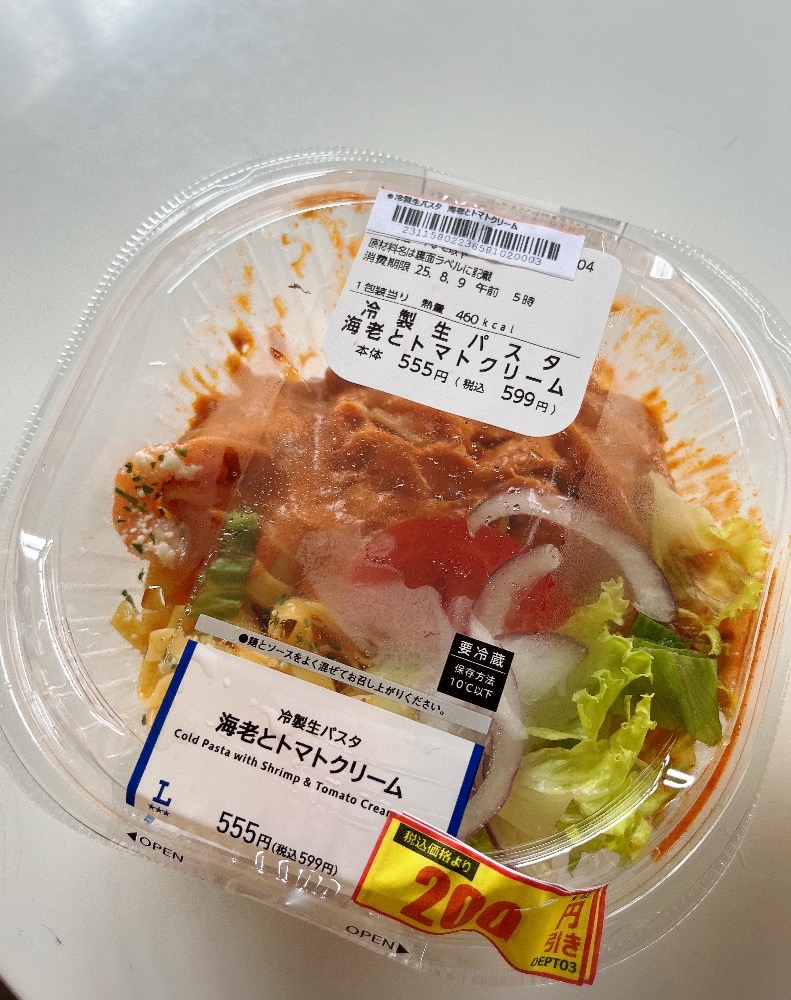 ●冷製生パスタ 海老とトマトクリーム
2311580223658102000３
04
原材料名は裏面ラベルに記載
消費期限 25. 8. 9 午前 5時
1包装当り 熱量 460kcal
冷製生パスタ
海老とトマトクリーム
本体 555円(税込 599円)
●麺とソースをよく混ぜてお召し上がりください。
要冷蔵
保存方法
10℃以下
冷製生パスタ
海老とトマトクリーム
Cold Pasta with Shrimp & Tomato Cream
L
555円(税込599円)
税込価格より
200
円
引き
DEPT03
◀OPEN
OPEN▶